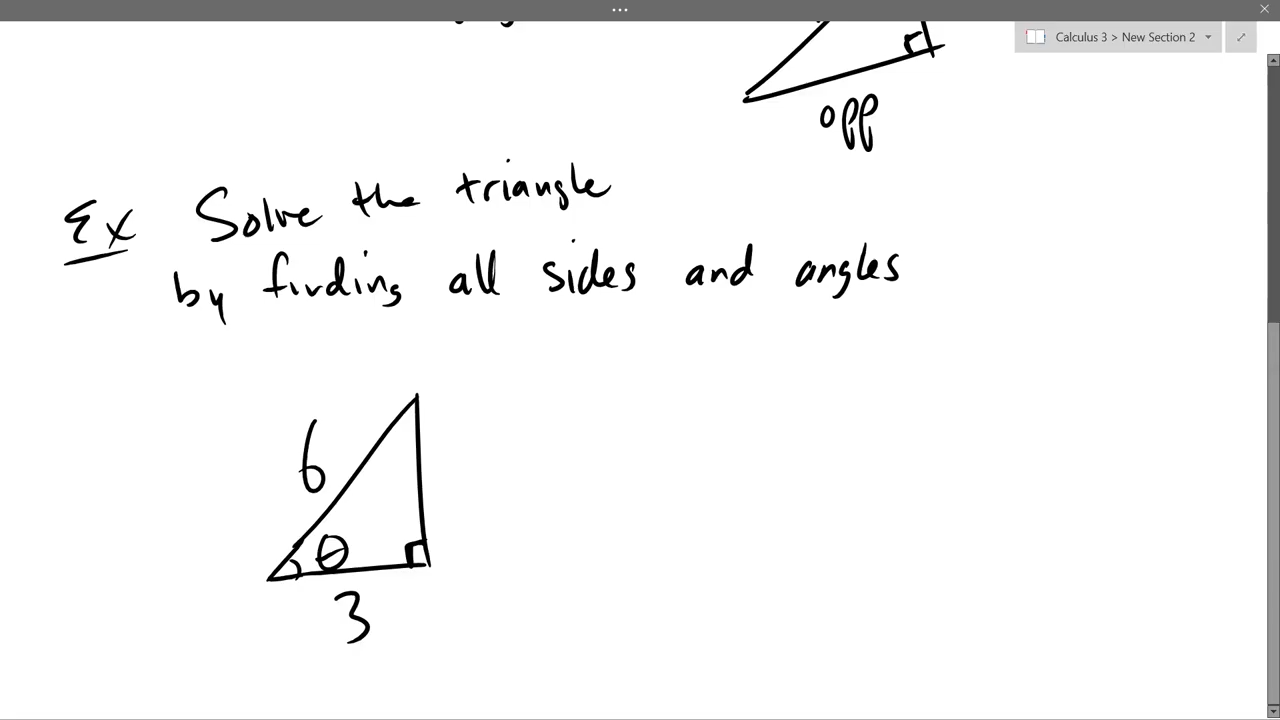 Calculus 3 > New Section 2
opp
Ex Solve the triangle
by finding all sides and angles
6
θ
3